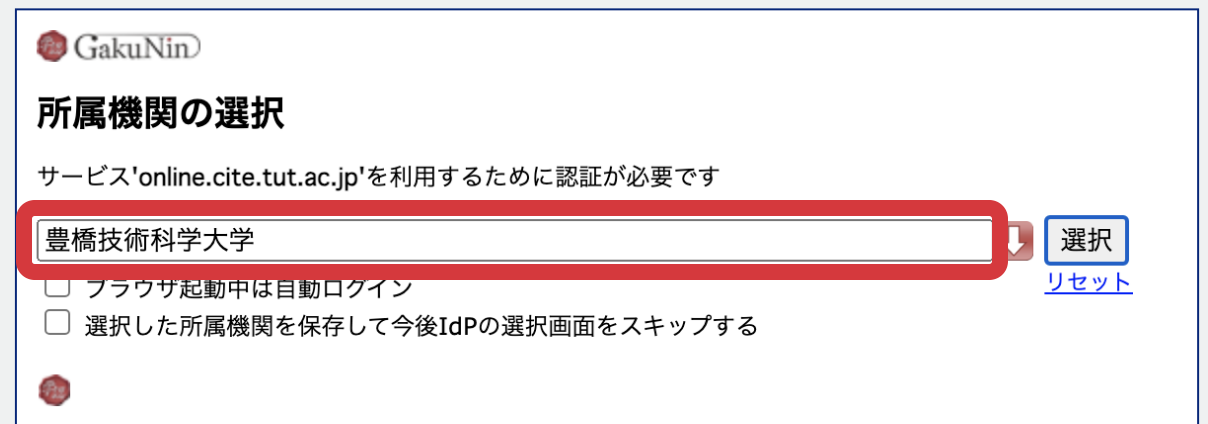 GakuNin
所属機関の選択
サービス'online.cite.tut.ac.jp'を利用するために認証が必要です
豊橋技術科学大学 選択
リセット
ブラウザ起動中は自動ログイン
選択した所属機関を保存して今後IdPの選択画面をスキップする